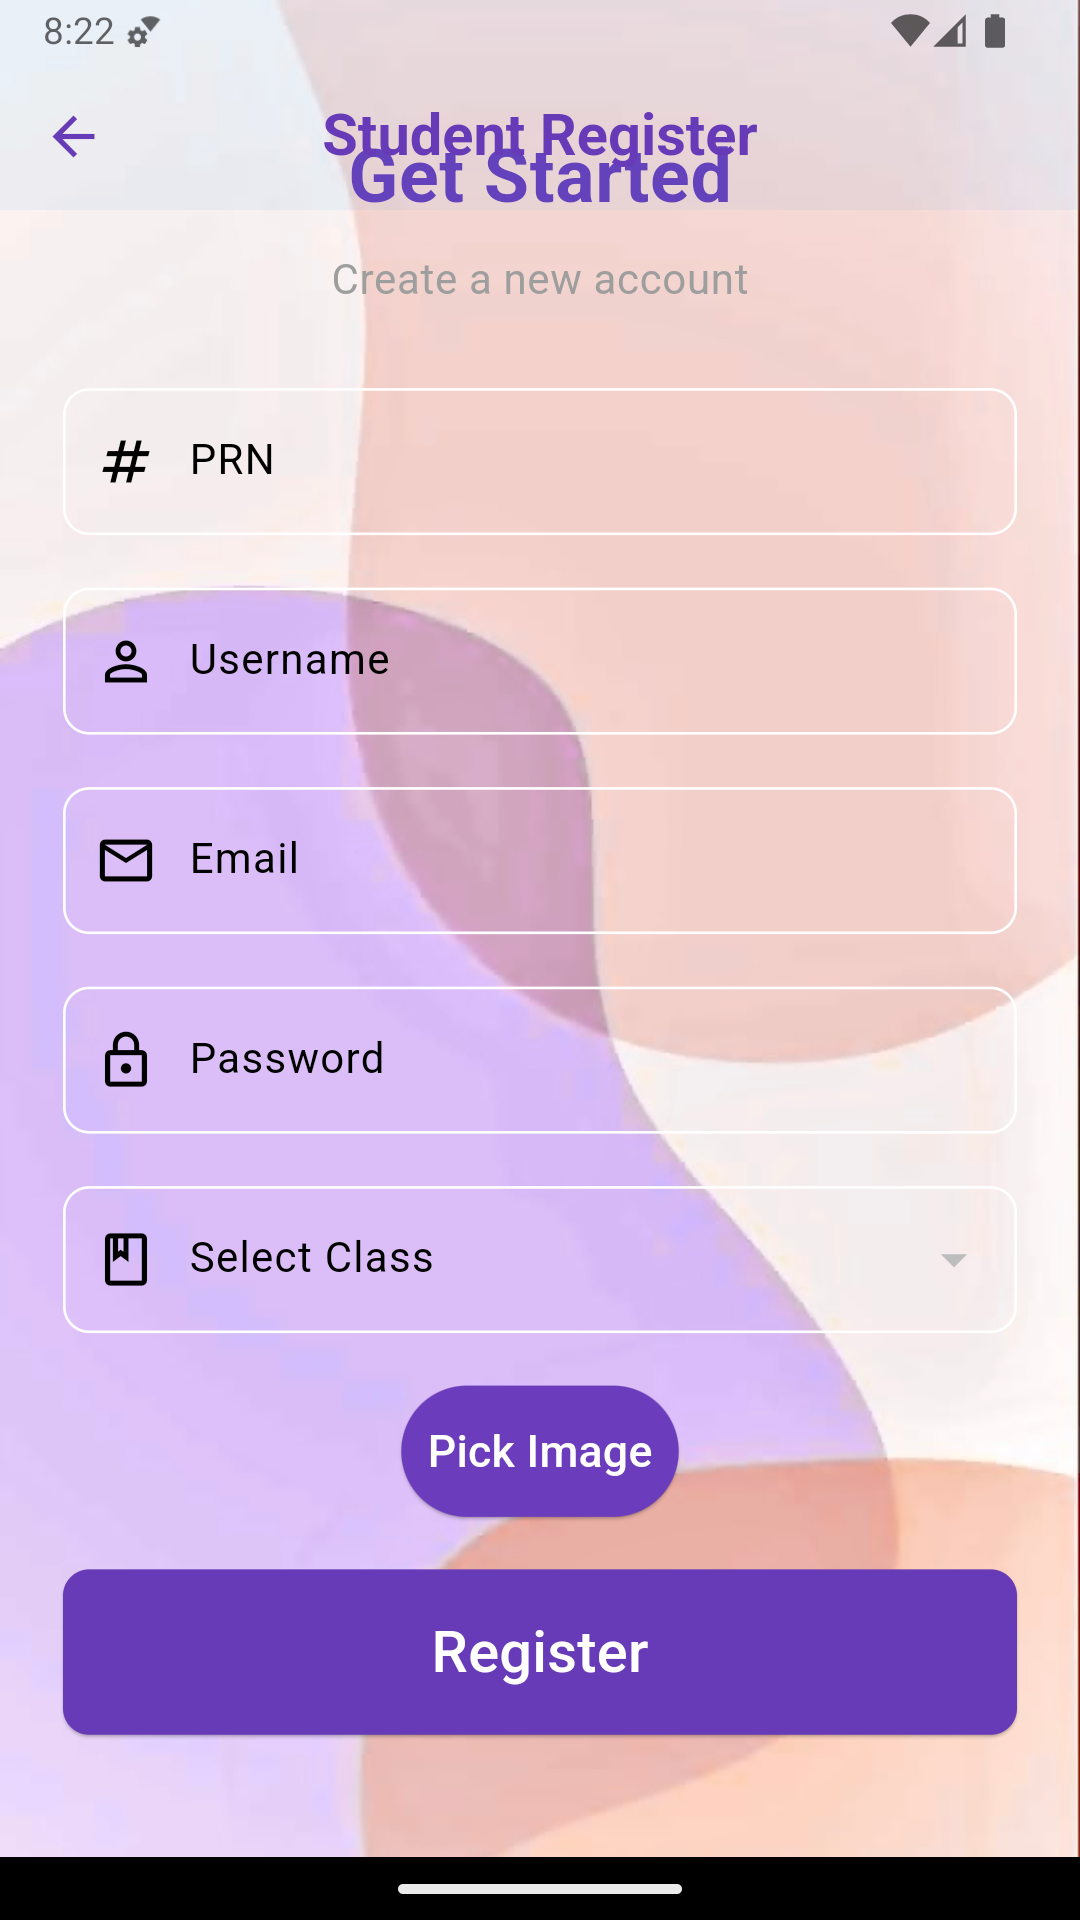 8:22
Student Register
Get Started
Create a new account
PRN
Username
Email
Password
Select Class
Pick Image
Register